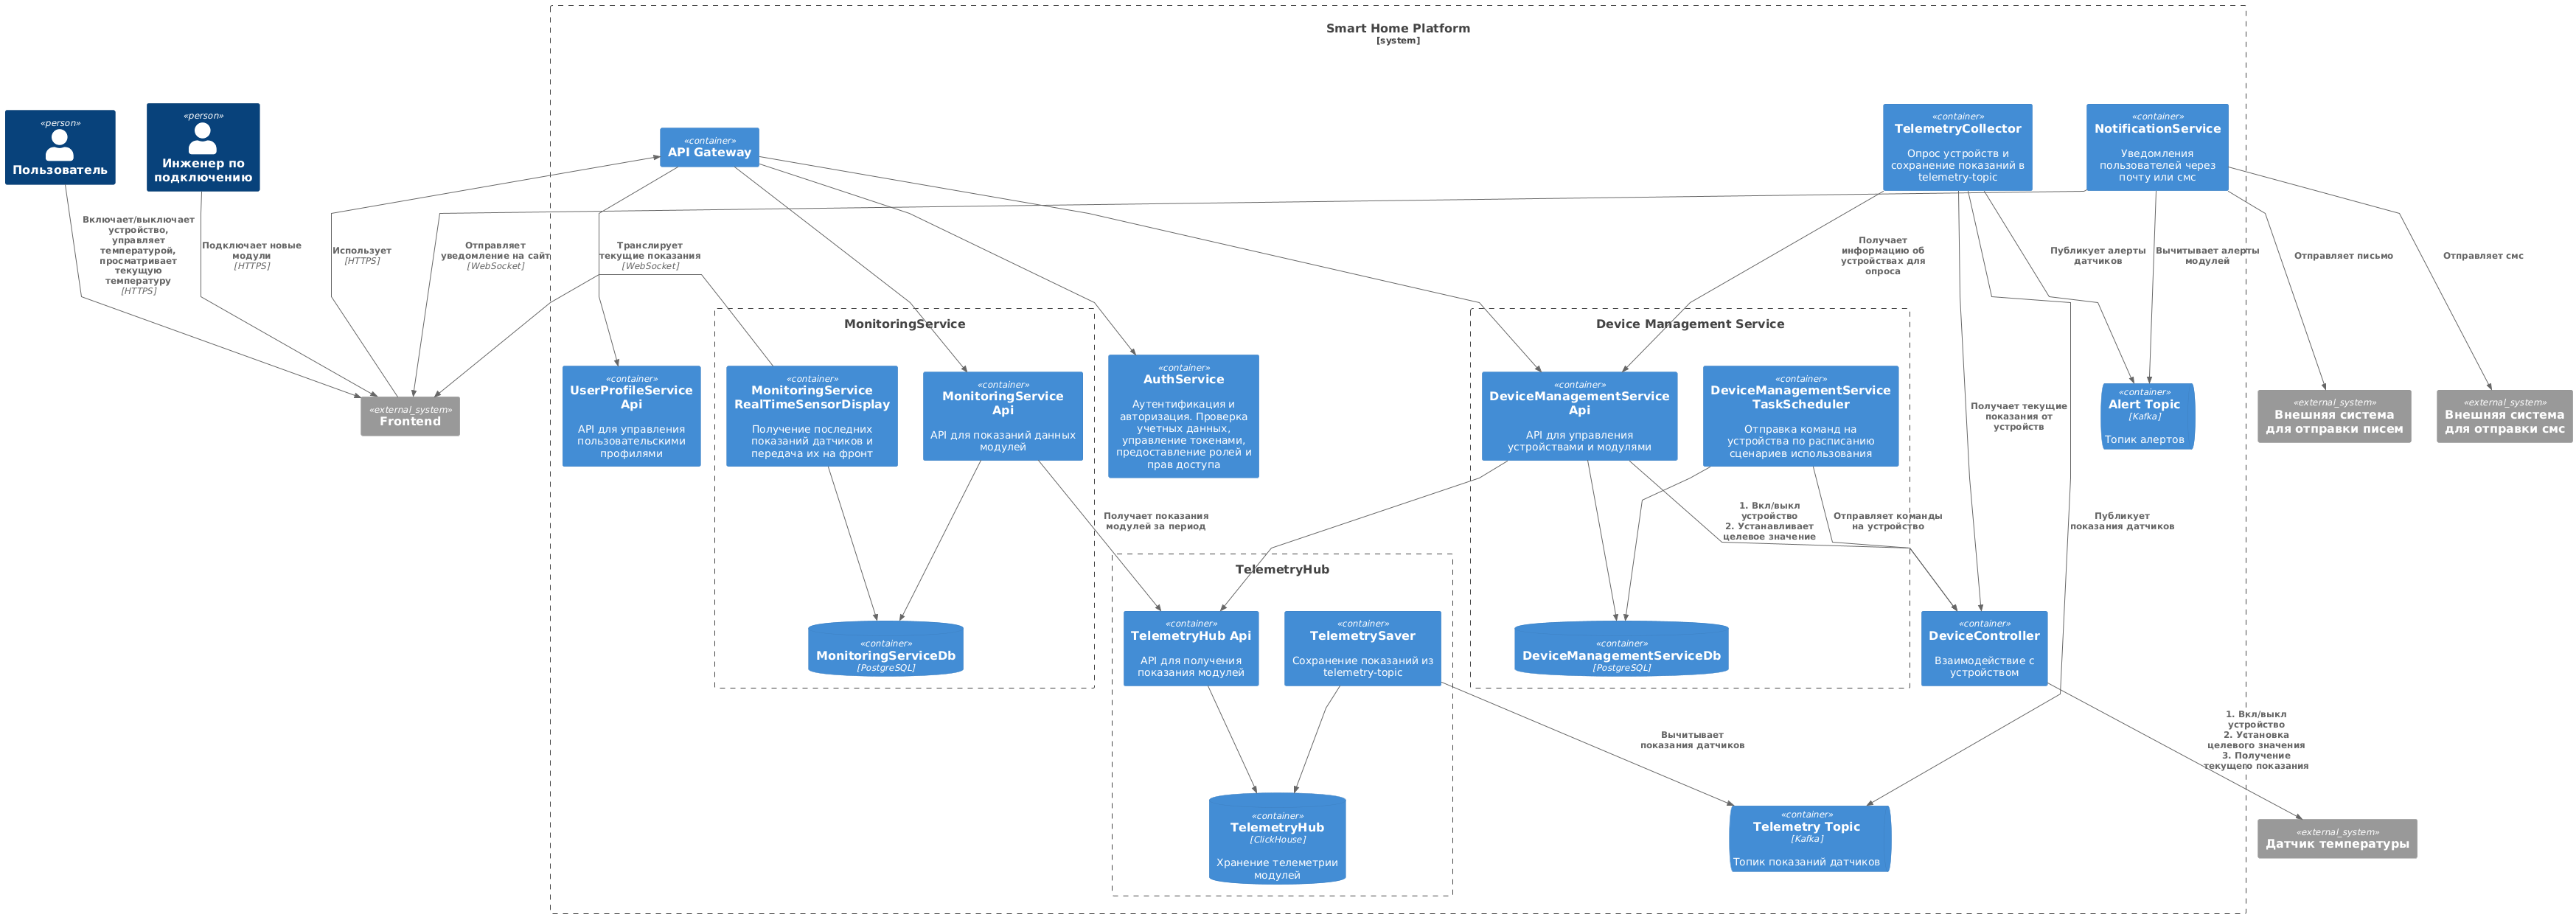 Smart Home Platform
[system]
«person»
Пользователь
«person»
Инженер по
подключению
«container»
API Gateway
«container»
TelemetryCollector
Опрос устройств и
сохранение показаний в
telemetry-topic
«container»
NotificationService
Уведомления
пользователей через
почту или смс
Включает/выключает
устройство,
управляет
температурой,
просматривает
текущую
температуру
[HTTPS]
Подключает новые
модули
[HTTPS]
Использует
[HTTPS]
Отправляет
уведомление на сайт
[WebSocket]
Транслирует
текущие показания
[WebSocket]
Получает
информацию об
устройствах для
опроса
Публикует алерты
датчиков
Вычитывает алерты
модулей
Отправляет письмо
Отправляет смс
«external_system»
Frontend
«container»
UserProfileService
Api
API для управления
пользовательскими
профилями
MonitoringService
«container»
MonitoringService
RealTimeSensorDisplay
Получение последних
показаний датчиков и
передача их на фронт
«container»
MonitoringService
Api
API для показаний данных
модулей
«container»
AuthService
Аутентификация и
авторизация. Проверка
учетных данных,
управление токенами,
предоставление ролей и
прав доступа
Device Management Service
«container»
DeviceManagementService
Api
API для управления
устройствами и модулями
«container»
DeviceManagementService
TaskScheduler
Отправка команд на
устройства по расписанию
сценариев использования
Получает текущие
показания от
устройств
«container»
Alert Topic
[Kafka]
Топик алертов
«external_system»
Внешняя система
для отправки писем
«external_system»
Внешняя система
для отправки смс
Получает показания
модулей за период
1. Вкл/выкл
устройство
2. Устанавливает
целевое значение
Отправляет команды
на устройство
Публикует
показания датчиков
«container»
MonitoringServiceDb
[PostgreSQL]
TelemetryHub
«container»
TelemetryHub Api
API для получения
показания модулей
«container»
TelemetrySaver
Сохранение показаний из
telemetry-topic
«container»
DeviceManagementServiceDb
[PostgreSQL]
«container»
DeviceController
Взаимодействие с
устройством
Вычитывает
показания датчиков
1. Вкл/выкл
устройство
2. Установка
целевого значения
3. Получение
текущего показания
«container»
TelemetryHub
[ClickHouse]
Хранение телеметрии
модулей
«container»
Telemetry Topic
[Kafka]
Топик показаний датчиков
«external_system»
Датчик температуры